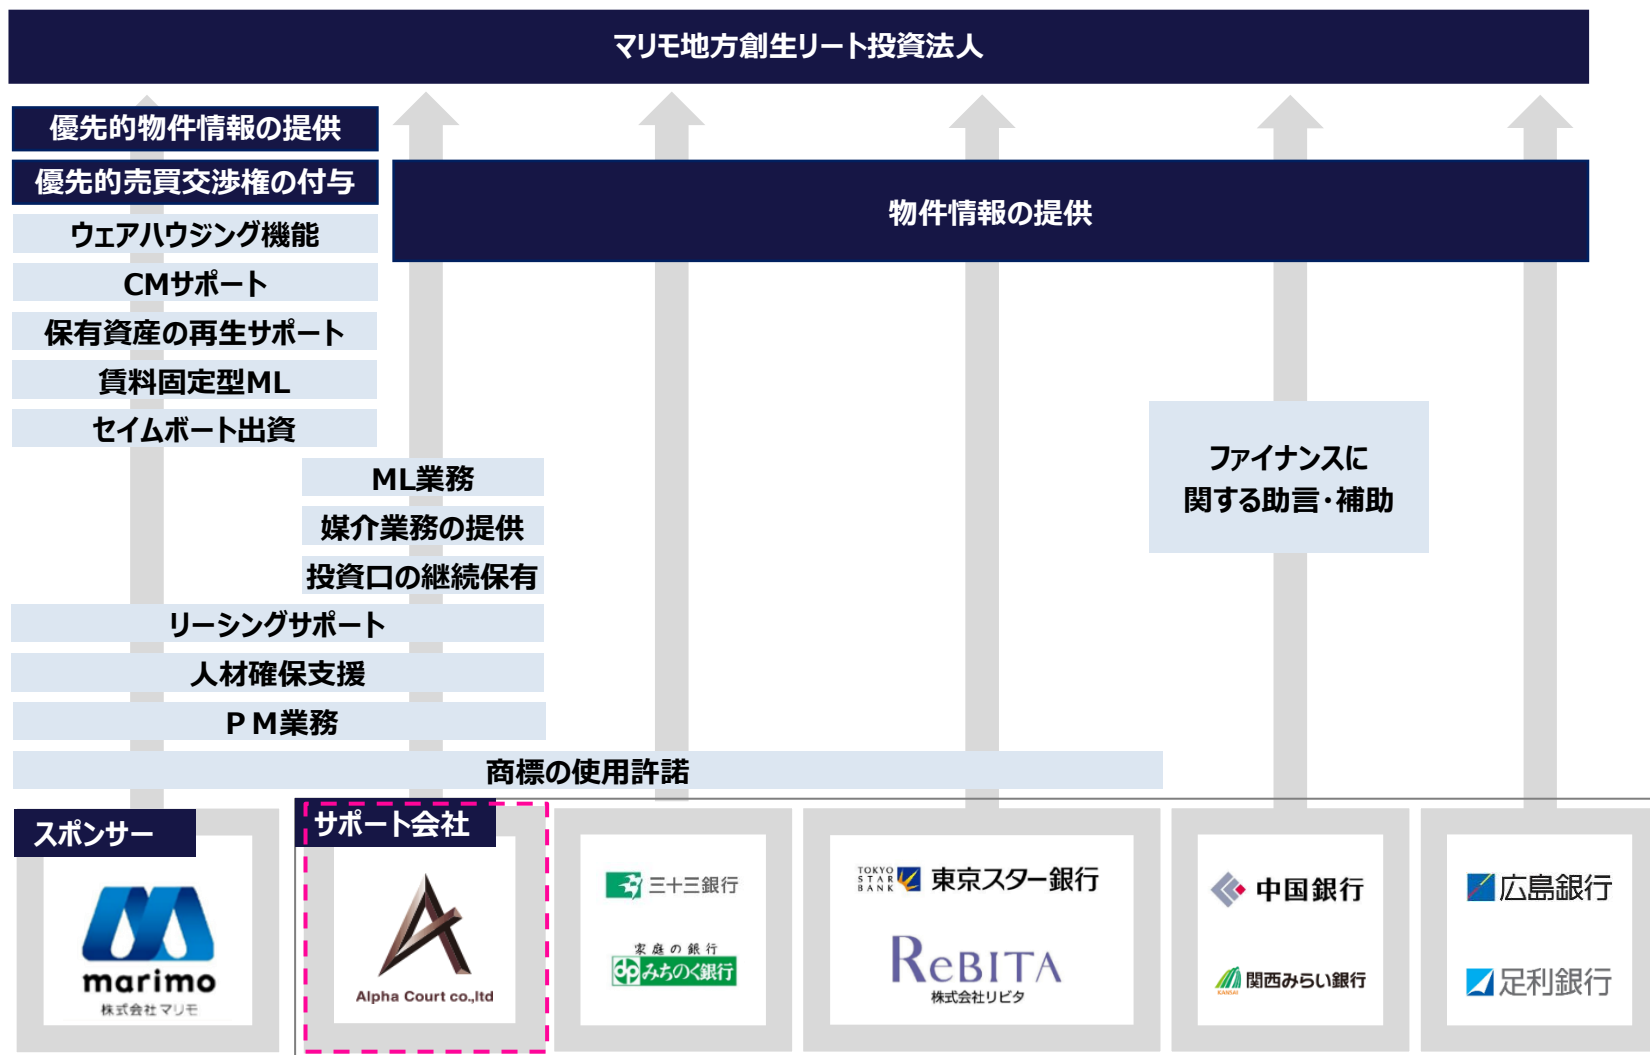 マリモ地方創生リート投資法人
優先的物件情報の提供
優先的売買交渉権の付与
物件情報の提供
ウェアハウジング機能
CMサポート
保有資産の再生サポート
賃料固定型ML
セイムボート出資
ファイナンスに
関する助言・補助
ML業務
媒介業務の提供
投資口の継続保有
リーシングサポート
人材確保支援
ＰＭ業務
商標の使用許諾
スポンサー
サポート会社
marimo
株式会社マリモ
Alpha Court co.,ltd
三十三銀行
家庭の銀行
みちのく銀行
TOKYO
STAR
BANK
東京スター銀行
REBITA
株式会社リビタ
中国銀行
KANSAI
関西みらい銀行
広島銀行
足利銀行